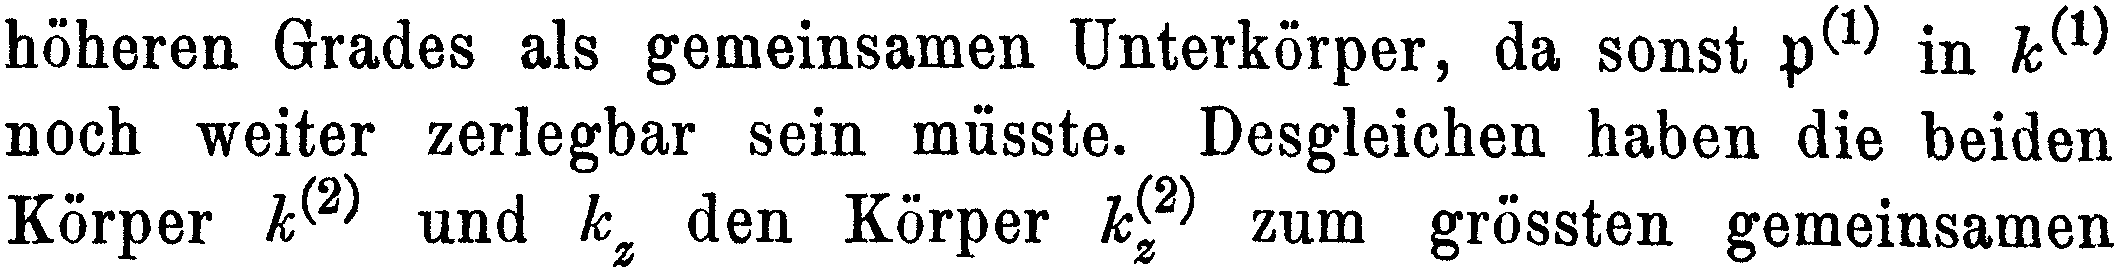 höheren Grades als gemeinsamen Unterkörper, da sonst 𝔭⁽¹⁾ in k⁽¹⁾
noch weiter zerlegbar sein müsste. Desgleichen haben die beiden
Körper k⁽²⁾ und k_z den Körper k_z⁽²⁾ zum grössten gemeinsamen